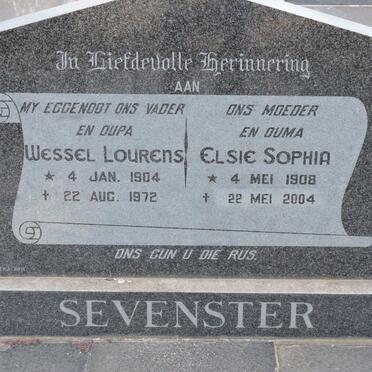 In Liefdevolle Herinnering
AAN
MY EGGENOOT ONS VADER
EN OUPA
WESSEL LOURENS
★ 4 JAN. 1904
✝ 22 AUG. 1972
ONS MOEDER
EN OUMA
ELSIE SOPHIA
★ 4 MEI 1908
✝ 22 MEI 2004
ONS GUN U DIE RUS.
SEVENSTER